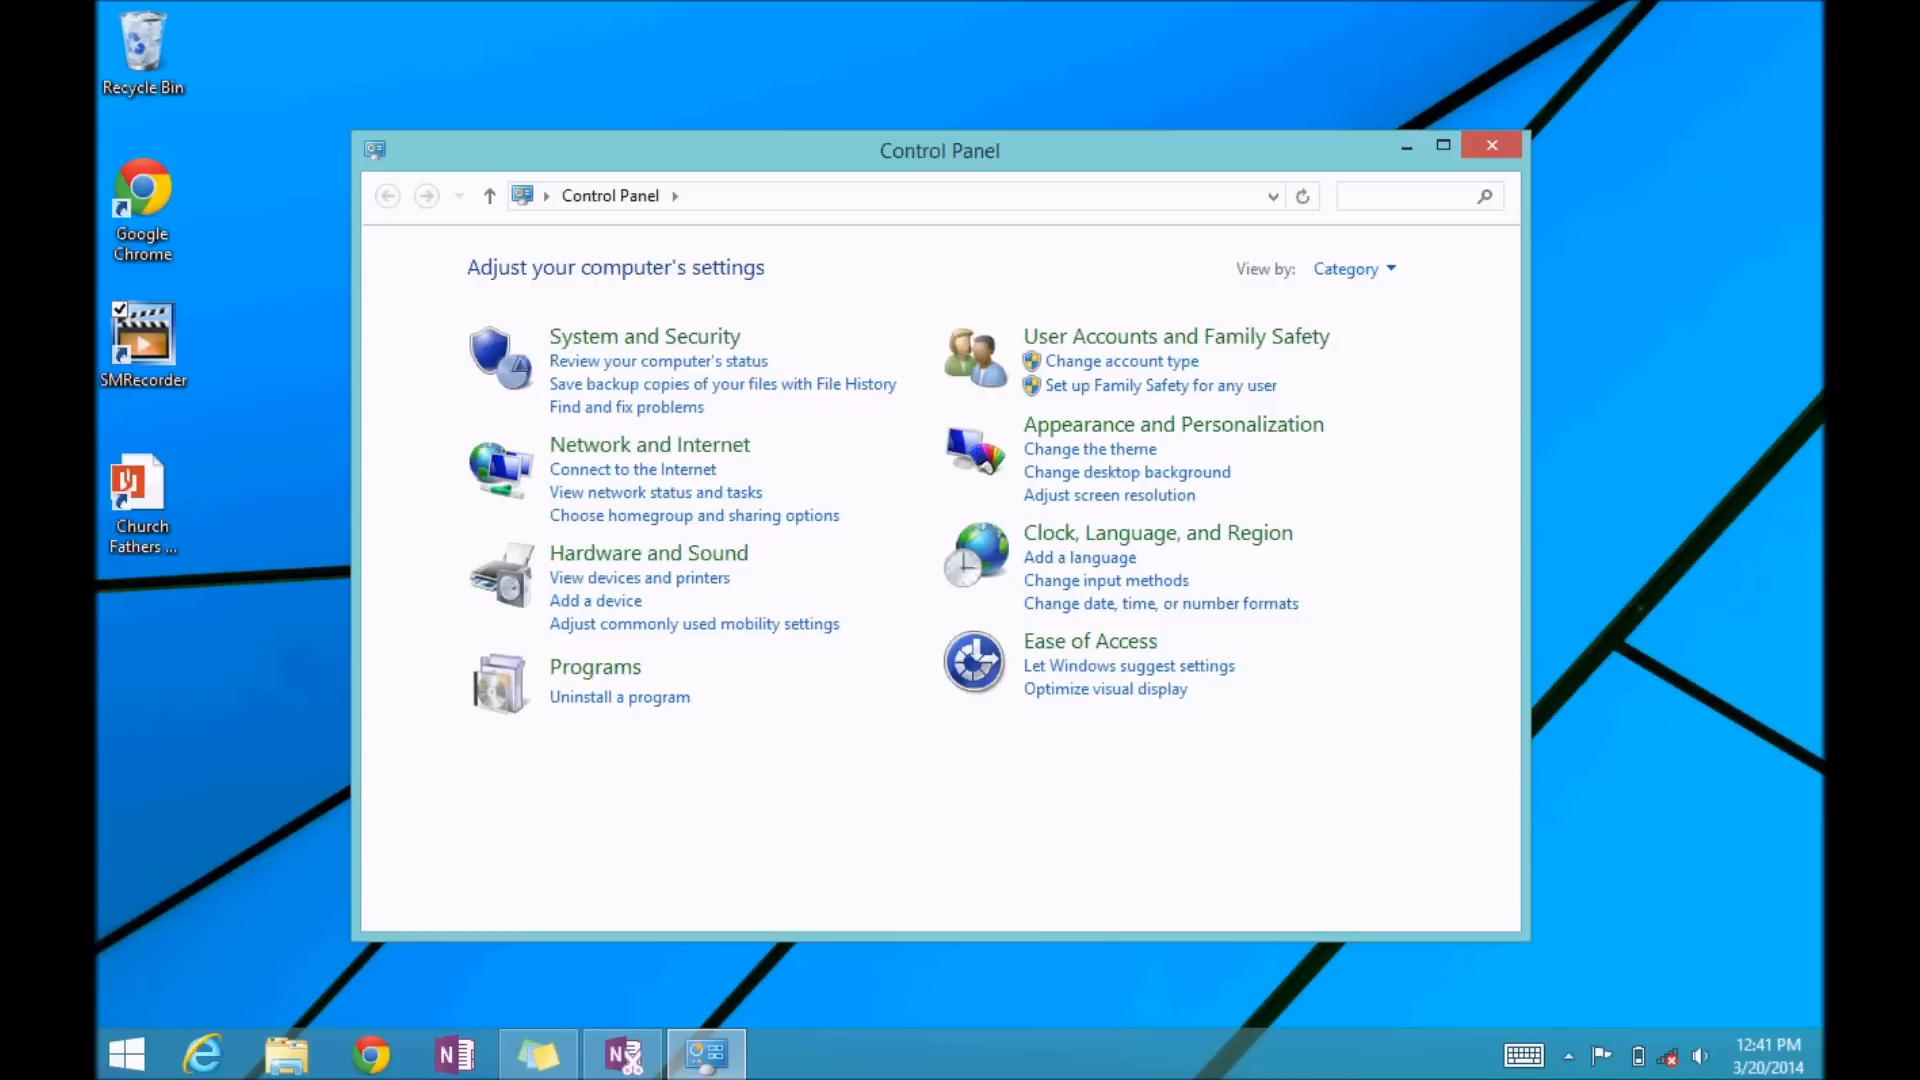 Recycle Bin
Google
Chrome
SMRecorder
Church
Fathers ...
Control Panel
Control Panel
Adjust your computer's settings
View by: Category
System and Security
Review your computer's status
Save backup copies of your files with File History
Find and fix problems
Network and Internet
Connect to the Internet
View network status and tasks
Choose homegroup and sharing options
Hardware and Sound
View devices and printers
Add a device
Adjust commonly used mobility settings
Programs
Uninstall a program
User Accounts and Family Safety
Change account type
Set up Family Safety for any user
Appearance and Personalization
Change the theme
Change desktop background
Adjust screen resolution
Clock, Language, and Region
Add a language
Change input methods
Change date, time, or number formats
Ease of Access
Let Windows suggest settings
Optimize visual display
12:41 PM
3/20/2014